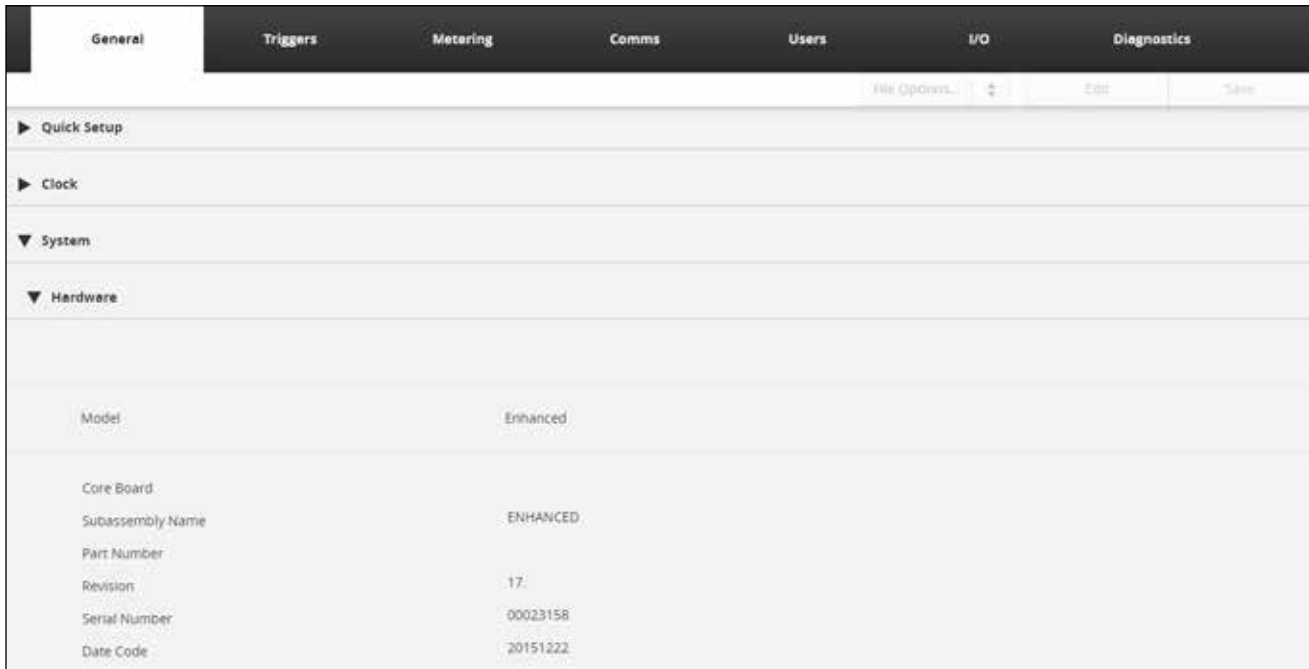 General Triggers Metering Comms Users I/O Diagnostics
File Options... Edit Save
Quick Setup
Clock
System
Hardware
Model Enhanced
Core Board
Subassembly Name ENHANCED
Part Number
Revision 17.
Serial Number 00023158
Date Code 20151222